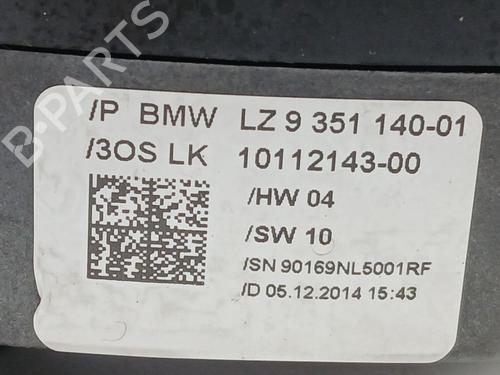 B-PARTS
/P BMW LZ 9 351 140-01
/3OS LK 10112143-00
/HW 04
/SW 10
/SN 90169NL5001RF
/D 05.12.2014 15:43